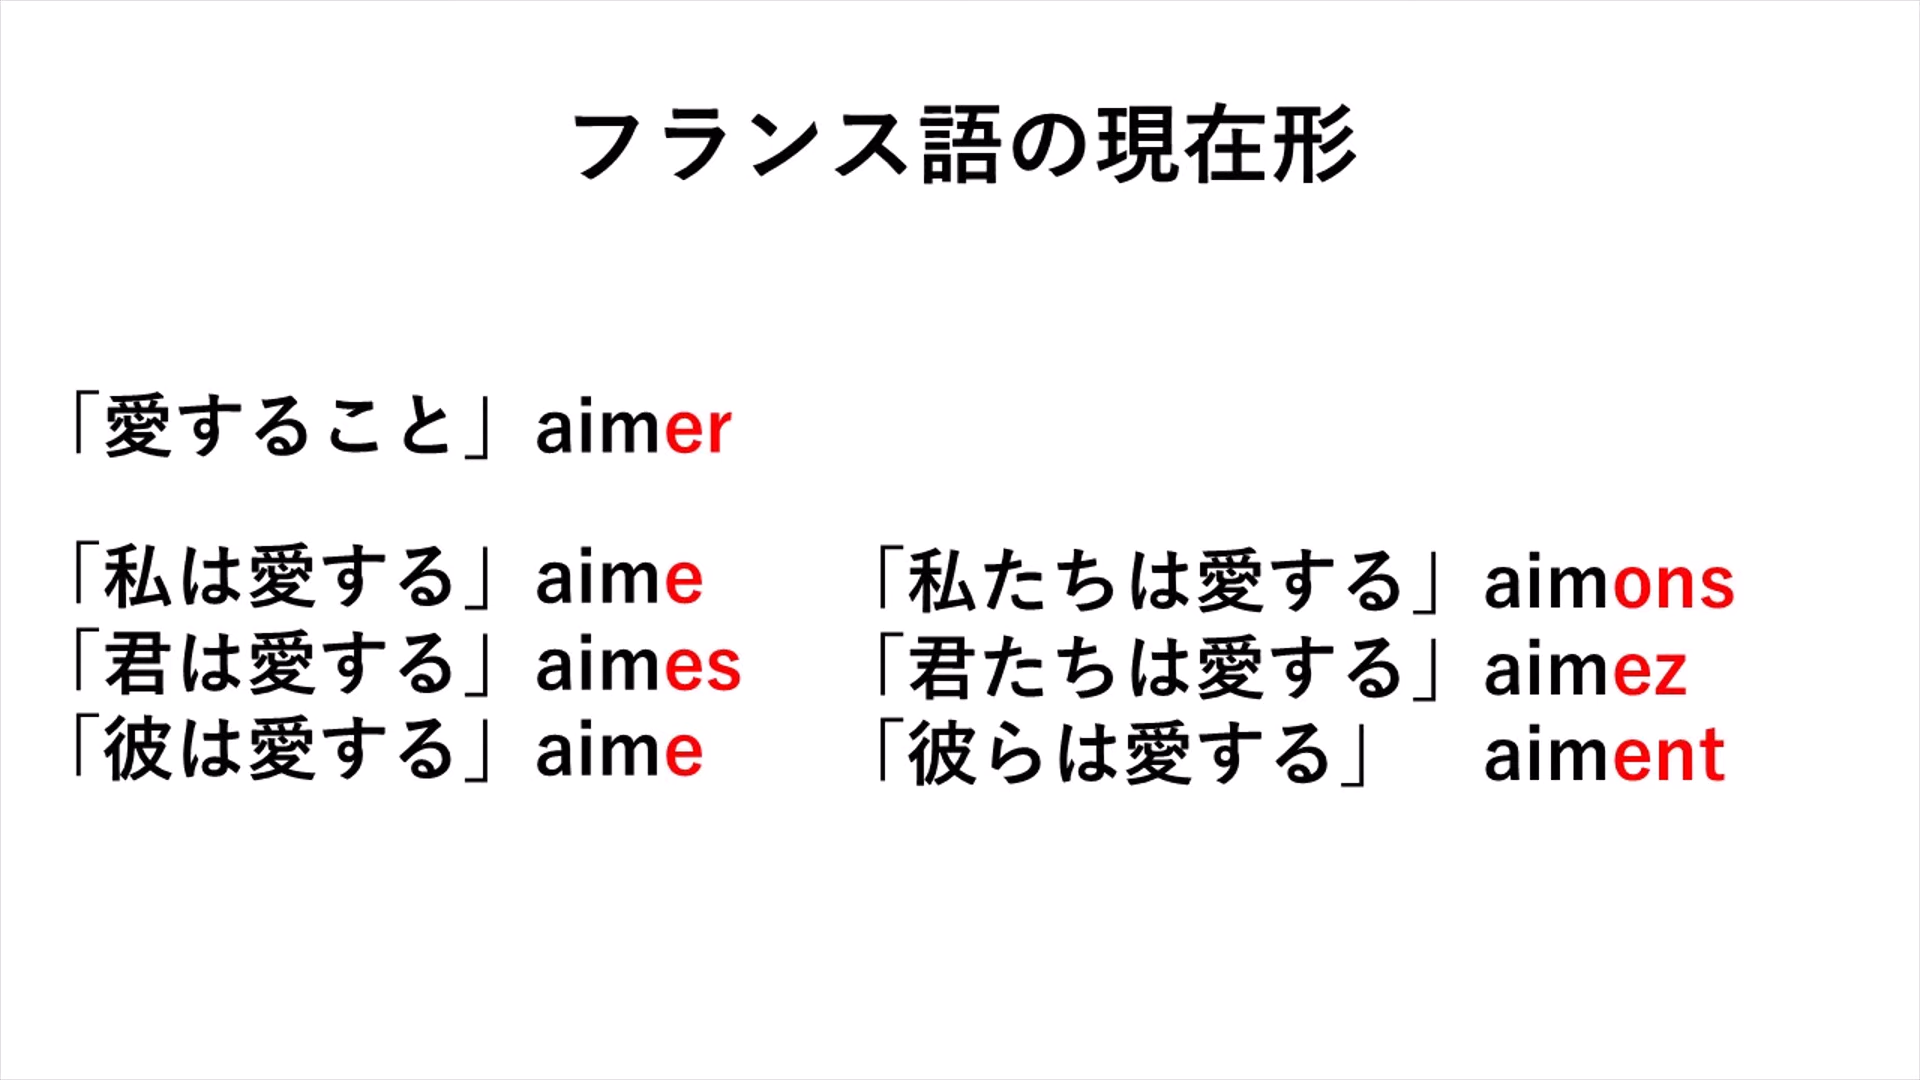 フランス語の現在形
「愛すること」aimer
「私は愛する」aime
「君は愛する」aimes
「彼は愛する」aime
「私たちは愛する」aimons
「君たちは愛する」aimez
「彼らは愛する」 aiment